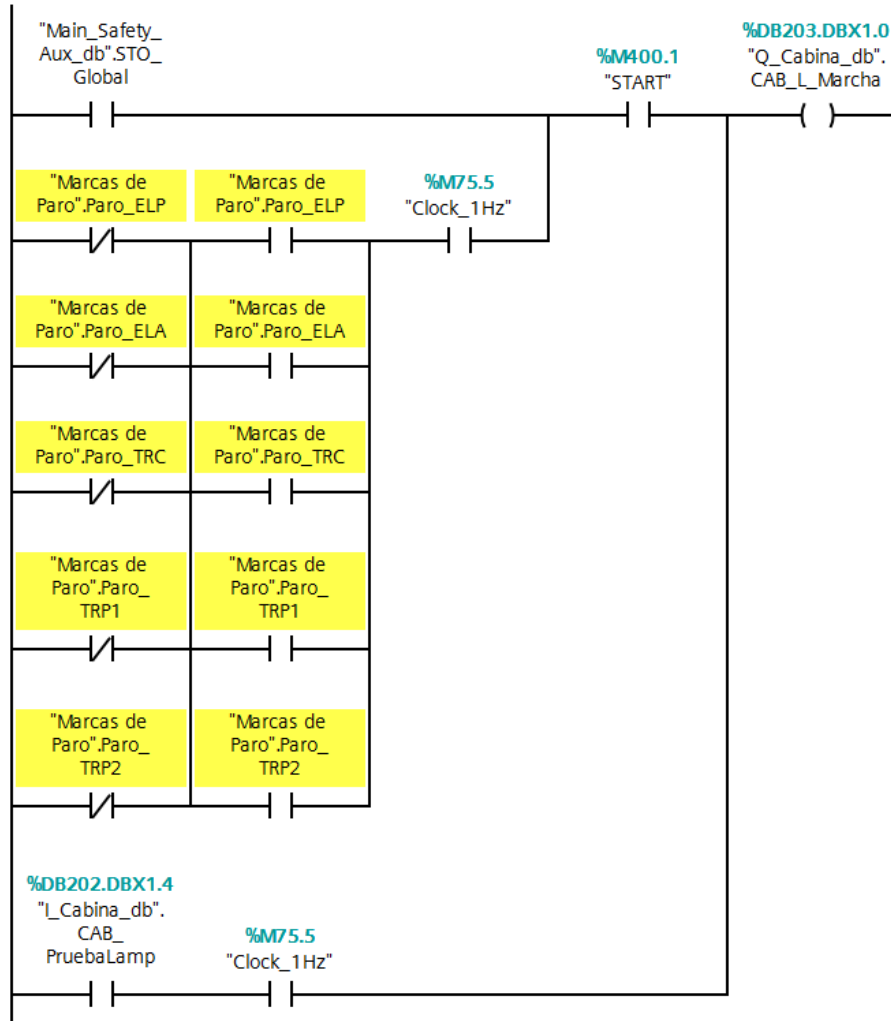 "Main_Safety_
Aux_db".STO_
Global
%M400.1
"START"
%DB203.DBX1.0
"Q_Cabina_db".
CAB_L_Marcha
"Marcas de
Paro".Paro_ELP
"Marcas de
Paro".Paro_ELP
%M75.5
"Clock_1Hz"
"Marcas de
Paro".Paro_ELA
"Marcas de
Paro".Paro_ELA
"Marcas de
Paro".Paro_TRC
"Marcas de
Paro".Paro_TRC
"Marcas de
Paro".Paro_
TRP1
"Marcas de
Paro".Paro_
TRP1
"Marcas de
Paro".Paro_
TRP2
"Marcas de
Paro".Paro_
TRP2
%DB202.DBX1.4
"I_Cabina_db".
CAB_
PruebaLamp
%M75.5
"Clock_1Hz"